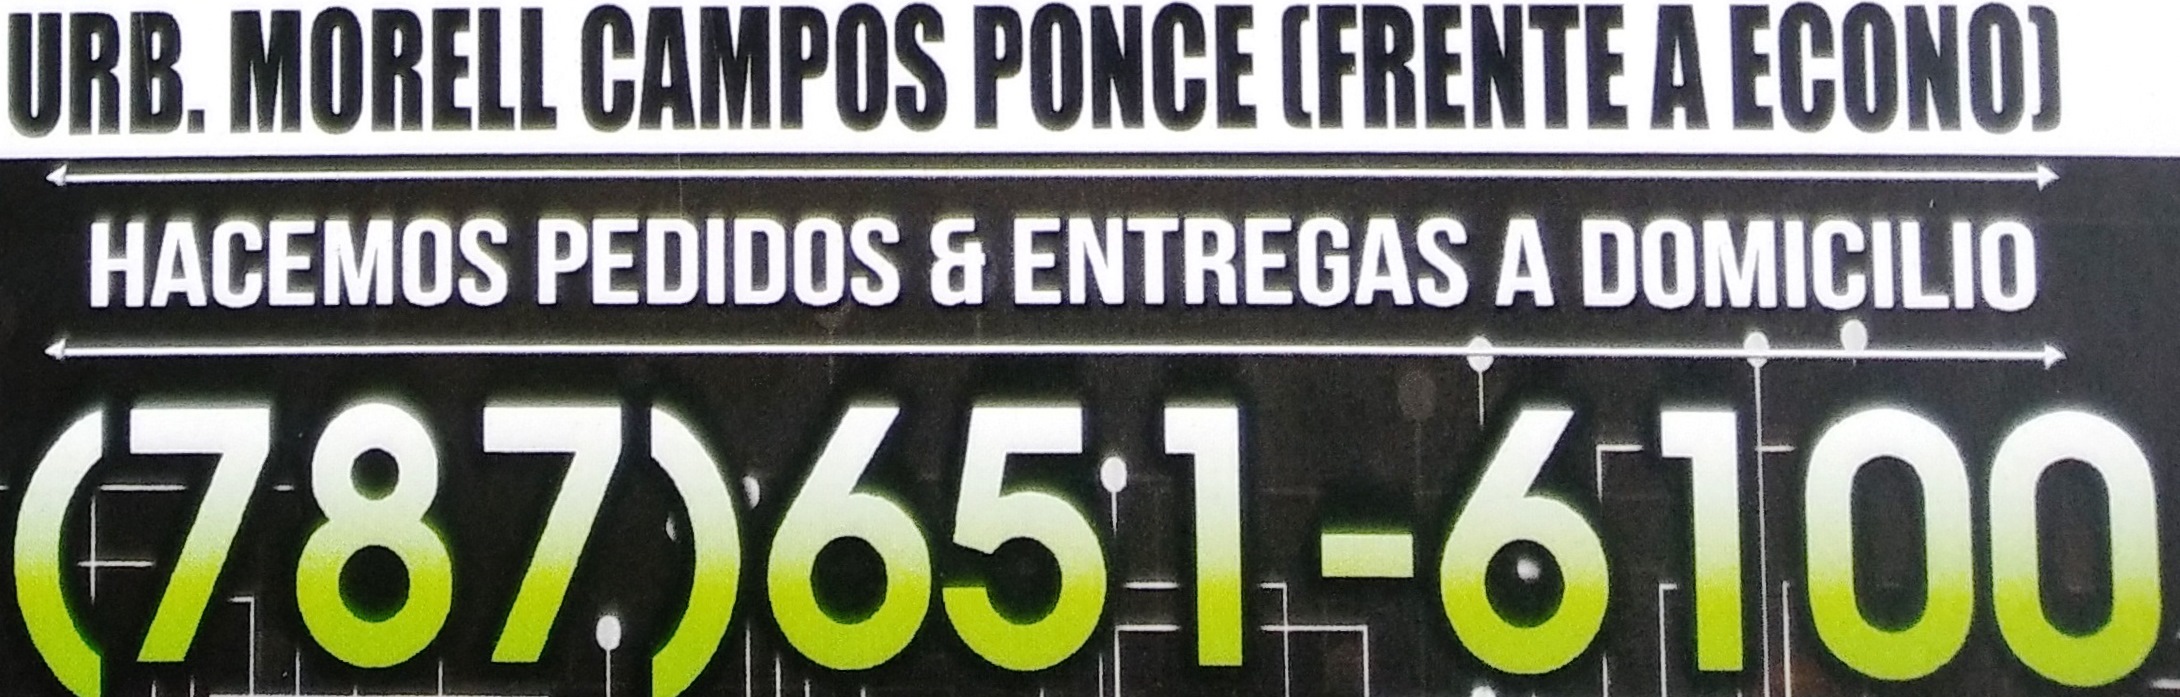 URB. MORELL CAMPOS PONCE (FRENTE A ECONO)
HACEMOS PEDIDOS & ENTREGAS A DOMICILIO
(787)651-6100